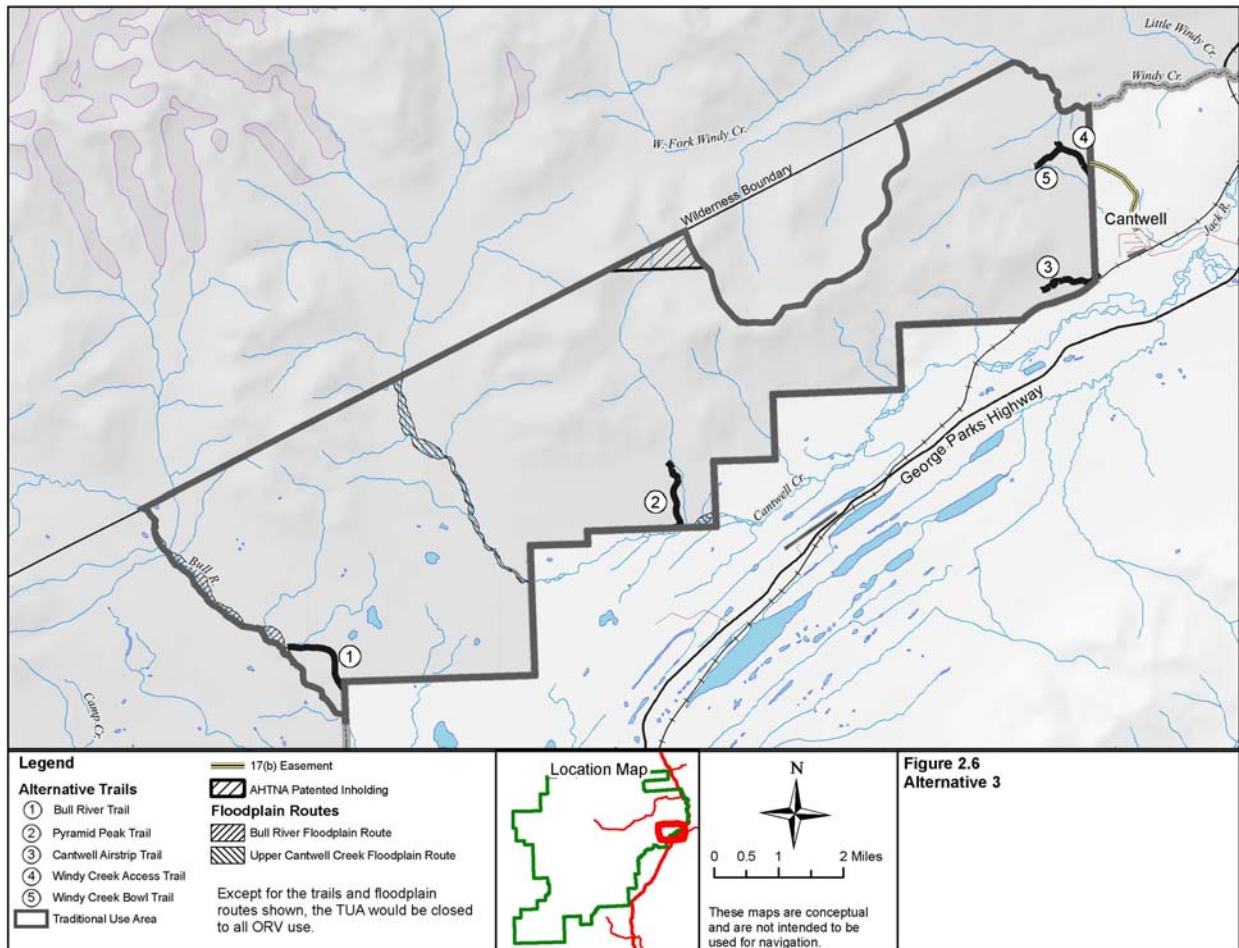 Little Windy Cr.
Windy Cr.
W. Fork Windy Cr.
4
5
Wilderness Boundary
Cantwell
Jack R.
3
George Parks Highway
2
Cantwell Cr.
Bull R.
1
Camp Cr.
Legend
Alternative Trails
1 Bull River Trail
2 Pyramid Peak Trail
3 Cantwell Airstrip Trail
4 Windy Creek Access Trail
5 Windy Creek Bowl Trail
Traditional Use Area
17(b) Easement
AHTNA Patented Inholding
Floodplain Routes
Bull River Floodplain Route
Upper Cantwell Creek Floodplain Route
Except for the trails and floodplain
routes shown, the TUA would be closed
to all ORV use.
Location Map
N
0 0.5 1 2 Miles
These maps are conceptual
and are not intended to be
used for navigation.
Figure 2.6
Alternative 3